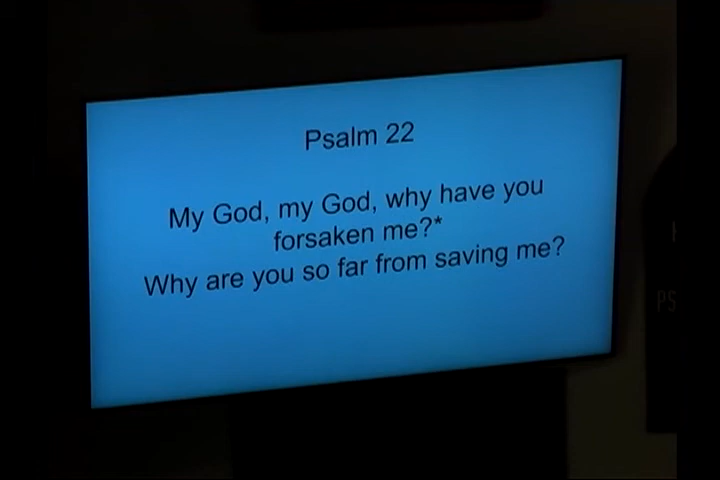 Psalm 22
My God, my God, why have you
forsaken me?*
Why are you so far from saving me?
PS